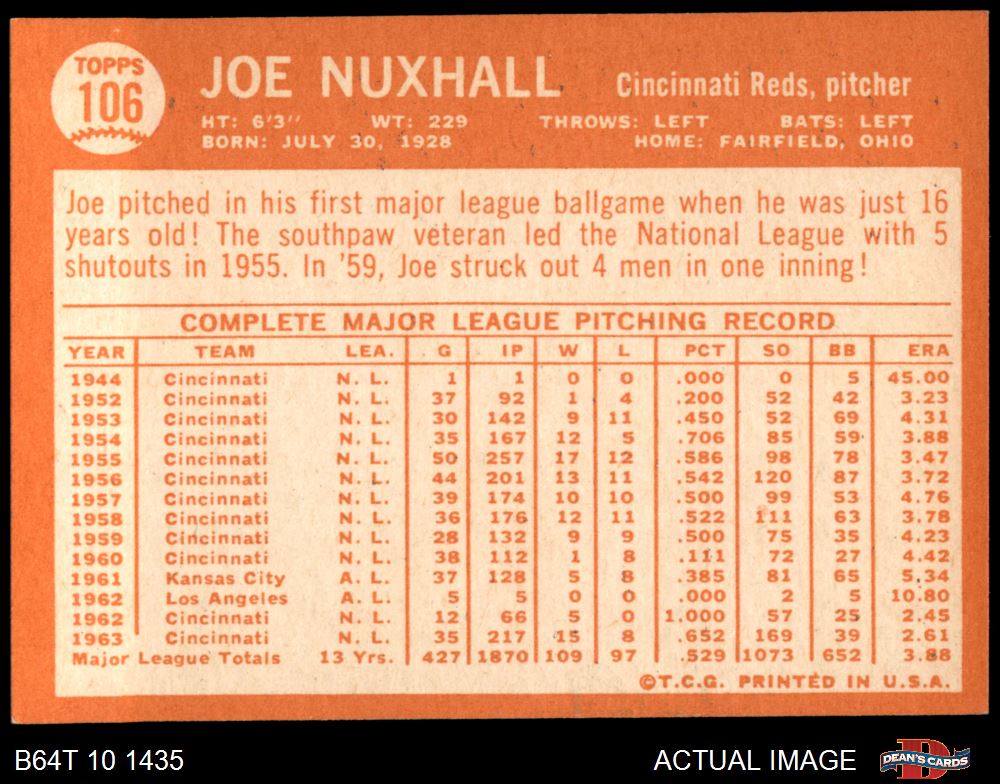 TOPPS
106
JOE NUXHALL Cincinnati Reds, pitcher
HT: 6'3" WT: 229 THROWS: LEFT BATS: LEFT
BORN: JULY 30, 1928 HOME: FAIRFIELD, OHIO
Joe pitched in his first major league ballgame when he was just 16
years old! The southpaw veteran led the National League with 5
shutouts in 1955. In '59, Joe struck out 4 men in one inning!
COMPLETE MAJOR LEAGUE PITCHING RECORD
YEAR TEAM LEA. G IP W L PCT SO BB ERA
1944 Cincinnati N. L. 1 1 0 0 .000 0 5 45.00
1952 Cincinnati N. L. 37 92 1 4 .200 52 42 3.23
1953 Cincinnati N. L. 30 142 9 11 .450 52 69 4.31
1954 Cincinnati N. L. 35 167 12 5 .706 85 59 3.88
1955 Cincinnati N. L. 50 257 17 12 .586 98 78 3.47
1956 Cincinnati N. L. 44 201 13 11 .542 120 87 3.72
1957 Cincinnati N. L. 39 174 10 10 .500 99 53 4.76
1958 Cincinnati N. L. 36 176 12 11 .522 111 63 3.78
1959 Cincinnati N. L. 28 132 9 9 .500 75 35 4.23
1960 Cincinnati N. L. 38 112 1 8 .111 72 27 4.42
1961 Kansas City A. L. 37 128 5 8 .385 81 65 5.34
1962 Los Angeles A. L. 5 5 0 0 .000 2 5 10.80
1962 Cincinnati N. L. 12 66 5 0 1.000 57 25 2.45
1963 Cincinnati N. L. 35 217 15 8 .652 169 39 2.61
Major League Totals 13 Yrs. 427 1870 109 97 .529 1073 652 3.88
©T.C.G. PRINTED IN U.S.A.
B64T 10 1435 ACTUAL IMAGE D DEAN'S CARDS